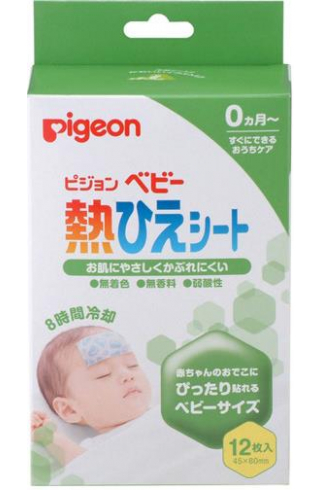 pigeon
0ヵ月～
すぐにできる
おうちケア
ピジョン ベビー
熱ひえシート
お肌にやさしくかぶれにくい
●無着色 ●無香料 ●弱酸性
8時間冷却
赤ちゃんのおでこに
ぴったり貼れる
ベビーサイズ
12枚入
45×80mm